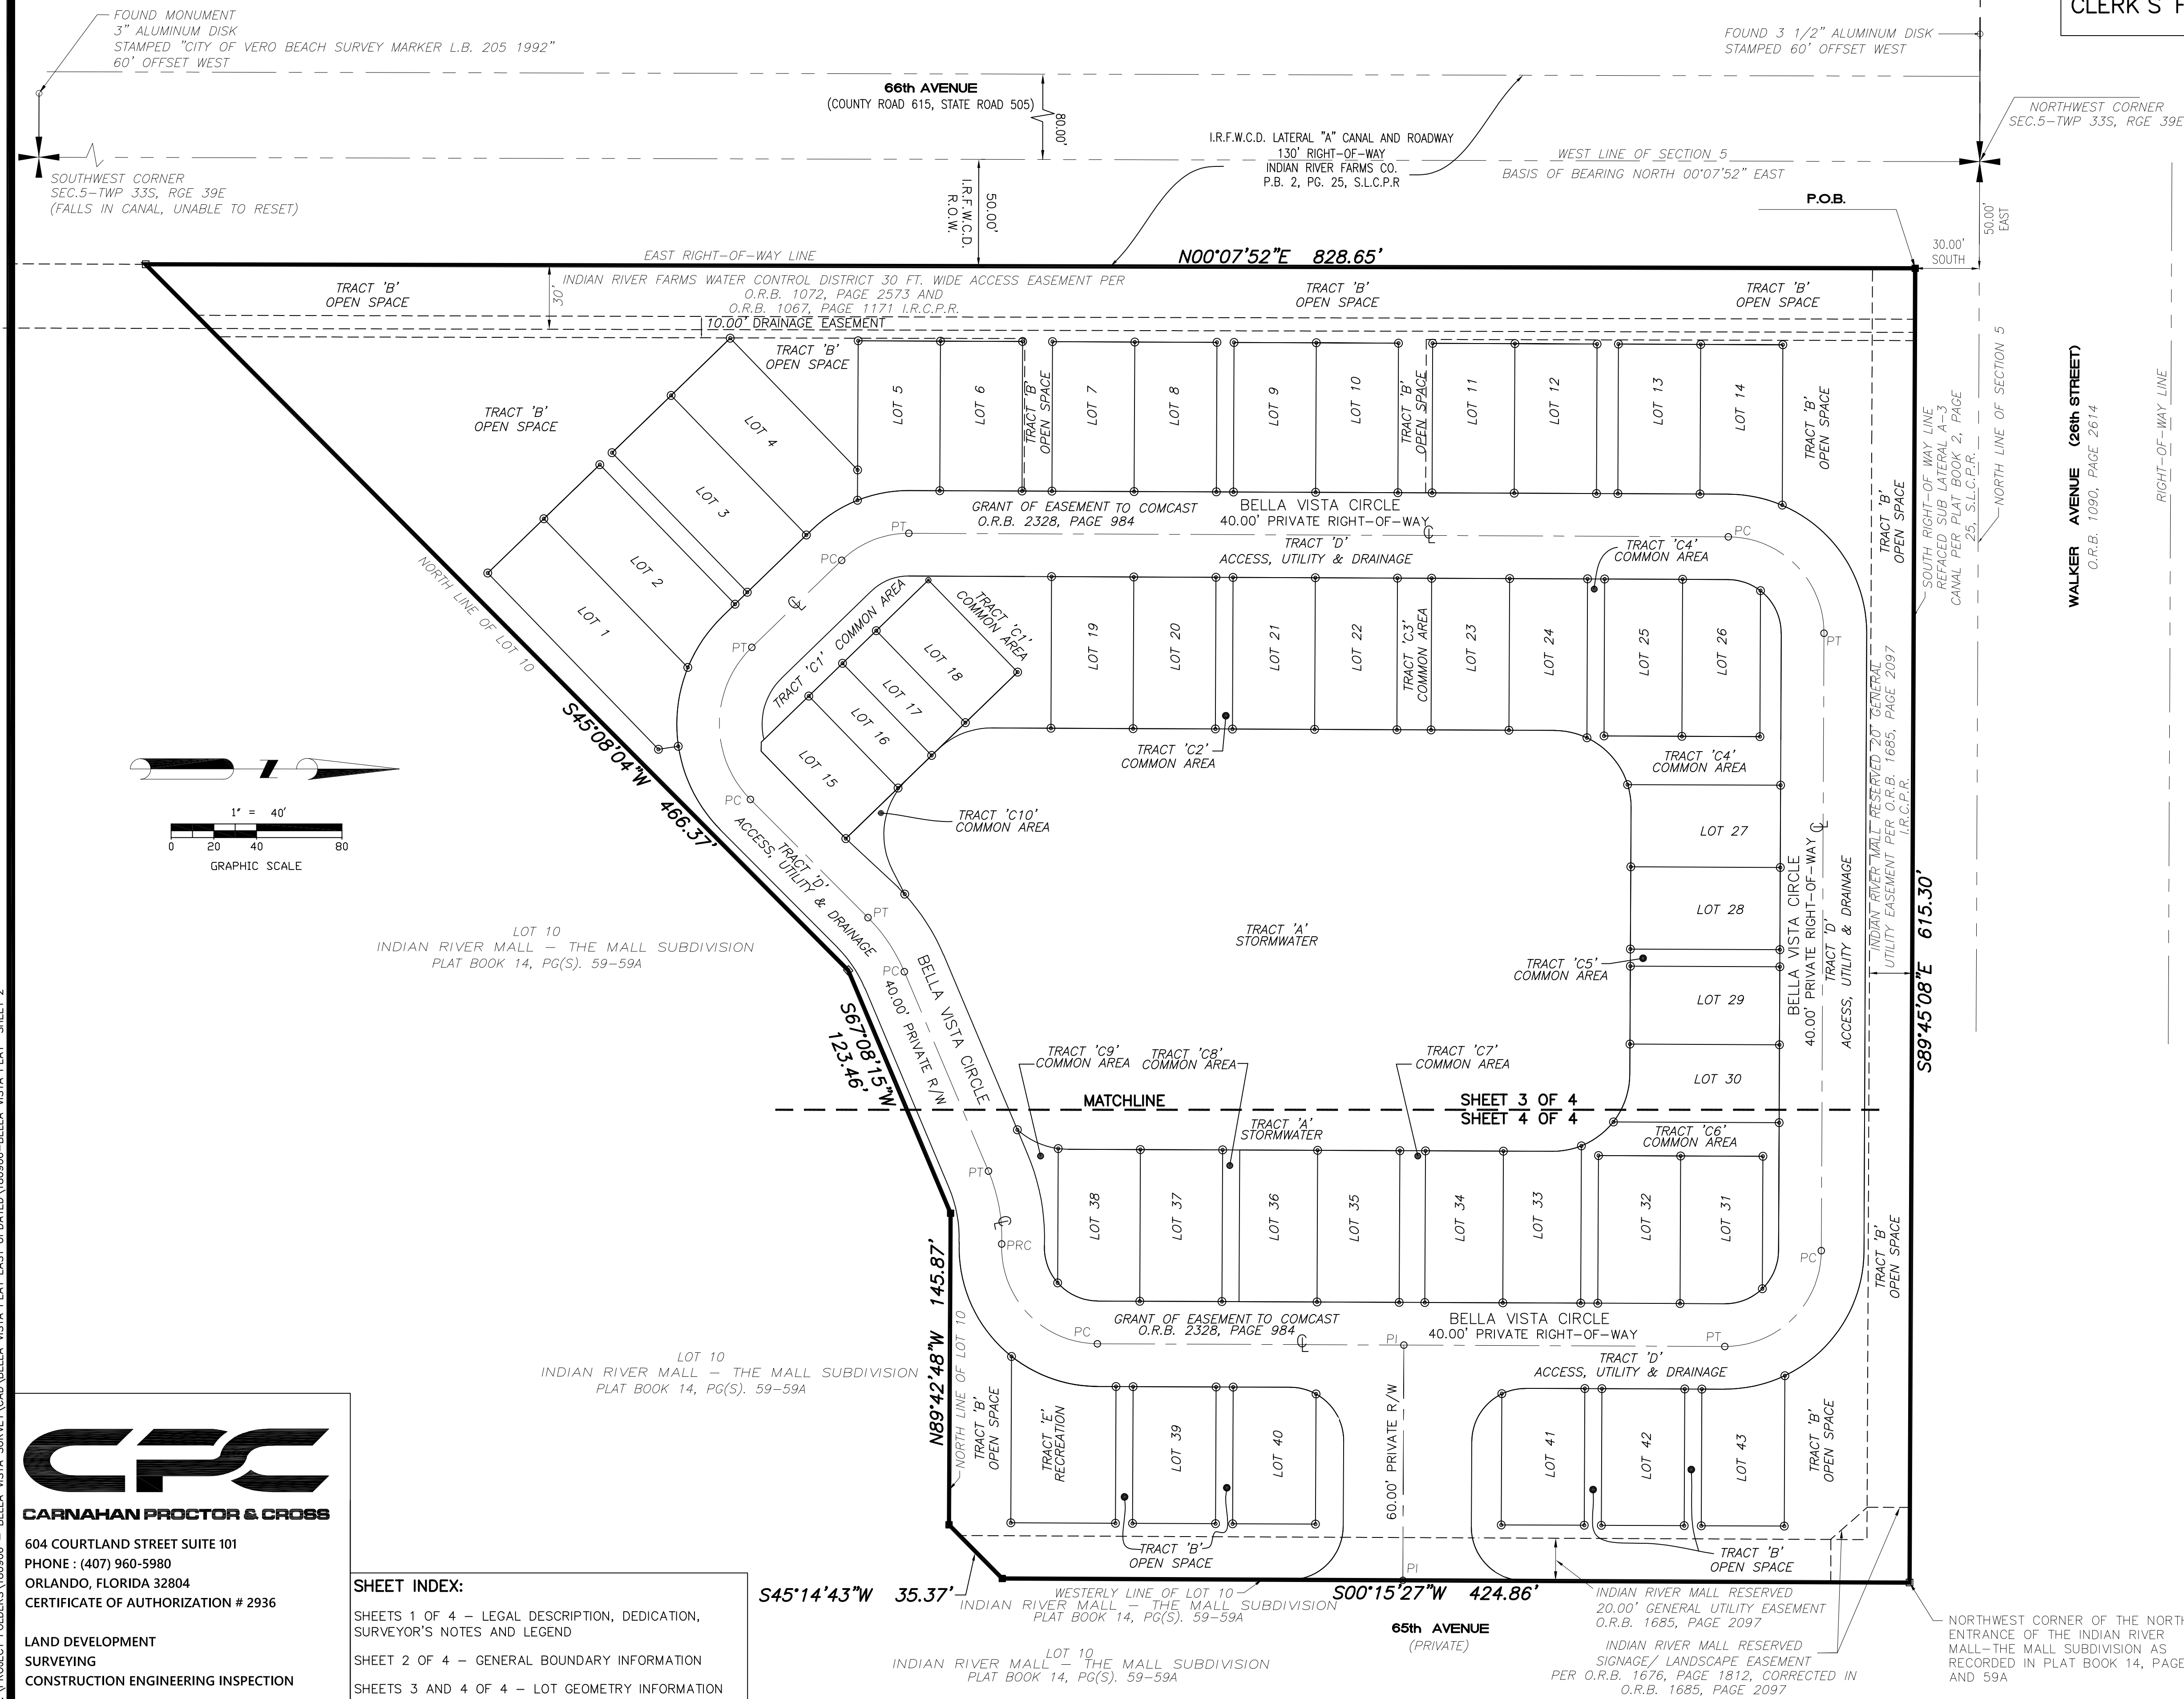 CLERK'S F
FOUND MONUMENT
3" ALUMINUM DISK
STAMPED "CITY OF VERO BEACH SURVEY MARKER L.B. 205 1992"
60' OFFSET WEST
FOUND 3 1/2" ALUMINUM DISK
STAMPED 60' OFFSET WEST
66th AVENUE
(COUNTY ROAD 615, STATE ROAD 505)
80.00'
NORTHWEST CORNER
SEC.5-TWP 33S, RGE 39E
I.R.F.W.C.D. LATERAL "A" CANAL AND ROADWAY
130' RIGHT-OF-WAY
INDIAN RIVER FARMS CO.
P.B. 2, PG. 25, S.L.C.P.R
WEST LINE OF SECTION 5
BASIS OF BEARING NORTH 00°07'52" EAST
SOUTHWEST CORNER
SEC.5-TWP 33S, RGE 39E
(FALLS IN CANAL, UNABLE TO RESET)
50.00'
I.R.F.W.C.D.
R.O.W.
P.O.B.
50.00'
EAST
30.00'
SOUTH
EAST RIGHT-OF-WAY LINE
N00°07'52"E 828.65'
INDIAN RIVER FARMS WATER CONTROL DISTRICT 30 FT. WIDE ACCESS EASEMENT PER
O.R.B. 1072, PAGE 2573 AND
O.R.B. 1067, PAGE 1171 I.R.C.P.R.
30'
TRACT 'B'
OPEN SPACE
TRACT 'B'
OPEN SPACE
TRACT 'B'
OPEN SPACE
10.00' DRAINAGE EASEMENT
TRACT 'B'
OPEN SPACE
TRACT 'B'
OPEN SPACE
LOT 1
LOT 2
LOT 3
LOT 4
LOT 5
LOT 6
TRACT 'B'
OPEN SPACE
LOT 7
LOT 8
LOT 9
LOT 10
TRACT 'B'
OPEN SPACE
LOT 11
LOT 12
LOT 13
LOT 14
TRACT 'B'
OPEN SPACE
TRACT 'B'
OPEN SPACE
SOUTH RIGHT-OF WAY LINE
REFACED SUB LATERAL A-3
CANAL PER PLAT BOOK 2, PAGE
25, S.L.C.P.R.
NORTH LINE OF SECTION 5
WALKER AVENUE (26th STREET)
O.R.B. 1090, PAGE 2614
RIGHT-OF-WAY LINE
GRANT OF EASEMENT TO COMCAST
O.R.B. 2328, PAGE 984
BELLA VISTA CIRCLE
40.00' PRIVATE RIGHT-OF-WAY
TRACT 'D'
ACCESS, UTILITY & DRAINAGE
PT
PC
PT
PC
PT
TRACT 'C4'
COMMON AREA
TRACT 'C1' COMMON AREA
TRACT 'C1'
COMMON AREA
LOT 15
LOT 16
LOT 17
LOT 18
LOT 19
LOT 20
LOT 21
LOT 22
TRACT 'C3'
COMMON AREA
LOT 23
LOT 24
LOT 25
LOT 26
TRACT 'C2'
COMMON AREA
TRACT 'C4'
COMMON AREA
TRACT 'C10'
COMMON AREA
NORTH LINE OF LOT 10
S45°08'04"W 466.37'
1" = 40'
0 20 40 80
GRAPHIC SCALE
PC
TRACT 'D'
ACCESS, UTILITY & DRAINAGE
PT
PC
LOT 27
LOT 28
LOT 29
LOT 30
TRACT 'C5'
COMMON AREA
TRACT 'A'
STORMWATER
BELLA VISTA CIRCLE
40.00' PRIVATE RIGHT-OF-WAY
TRACT 'D'
ACCESS, UTILITY & DRAINAGE
INDIAN RIVER MALL RESERVED 20' GENERAL
UTILITY EASEMENT PER O.R.B. 1685, PAGE 2097
I.R.C.P.R.
S89°45'08"E 615.30'
LOT 10
INDIAN RIVER MALL - THE MALL SUBDIVISION
PLAT BOOK 14, PG(S). 59-59A
S67°08'15"W
123.46'
BELLA VISTA CIRCLE
40.00' PRIVATE R/W
TRACT 'C9'
COMMON AREA
TRACT 'C8'
COMMON AREA
TRACT 'C7'
COMMON AREA
MATCHLINE
SHEET 3 OF 4
SHEET 4 OF 4
TRACT 'A'
STORMWATER
TRACT 'C6'
COMMON AREA
PT
PRC
LOT 38
LOT 37
LOT 36
LOT 35
LOT 34
LOT 33
LOT 32
LOT 31
PC
TRACT 'B'
OPEN SPACE
N89°42'48"W 145.87'
NORTH LINE OF LOT 10
GRANT OF EASEMENT TO COMCAST
O.R.B. 2328, PAGE 984
BELLA VISTA CIRCLE
40.00' PRIVATE RIGHT-OF-WAY
PC
PI
PT
TRACT 'D'
ACCESS, UTILITY & DRAINAGE
LOT 10
INDIAN RIVER MALL - THE MALL SUBDIVISION
PLAT BOOK 14, PG(S). 59-59A
TRACT 'B'
OPEN SPACE
TRACT 'E'
RECREATION
LOT 39
LOT 40
60.00' PRIVATE R/W
LOT 41
LOT 42
LOT 43
TRACT 'B'
OPEN SPACE
TRACT 'B'
OPEN SPACE
TRACT 'B'
OPEN SPACE
PI
S45°14'43"W 35.37'
WESTERLY LINE OF LOT 10
INDIAN RIVER MALL - THE MALL SUBDIVISION
PLAT BOOK 14, PG(S). 59-59A
S00°15'27"W 424.86'
65th AVENUE
(PRIVATE)
LOT 10
INDIAN RIVER MALL - THE MALL SUBDIVISION
PLAT BOOK 14, PG(S). 59-59A
INDIAN RIVER MALL RESERVED
20.00' GENERAL UTILITY EASEMENT
O.R.B. 1685, PAGE 2097
INDIAN RIVER MALL RESERVED
SIGNAGE/ LANDSCAPE EASEMENT
PER O.R.B. 1676, PAGE 1812, CORRECTED IN
O.R.B. 1685, PAGE 2097
NORTHWEST CORNER OF THE NORTH
ENTRANCE OF THE INDIAN RIVER
MALL-THE MALL SUBDIVISION AS
RECORDED IN PLAT BOOK 14, PAGE
AND 59A
CPC
CARNAHAN PROCTOR & CROSS
604 COURTLAND STREET SUITE 101
PHONE : (407) 960-5980
ORLANDO, FLORIDA 32804
CERTIFICATE OF AUTHORIZATION # 2936
LAND DEVELOPMENT
SURVEYING
CONSTRUCTION ENGINEERING INSPECTION
SHEET INDEX:
SHEETS 1 OF 4 - LEGAL DESCRIPTION, DEDICATION,
SURVEYOR'S NOTES AND LEGEND
SHEET 2 OF 4 - GENERAL BOUNDARY INFORMATION
SHEETS 3 AND 4 OF 4 - LOT GEOMETRY INFORMATION